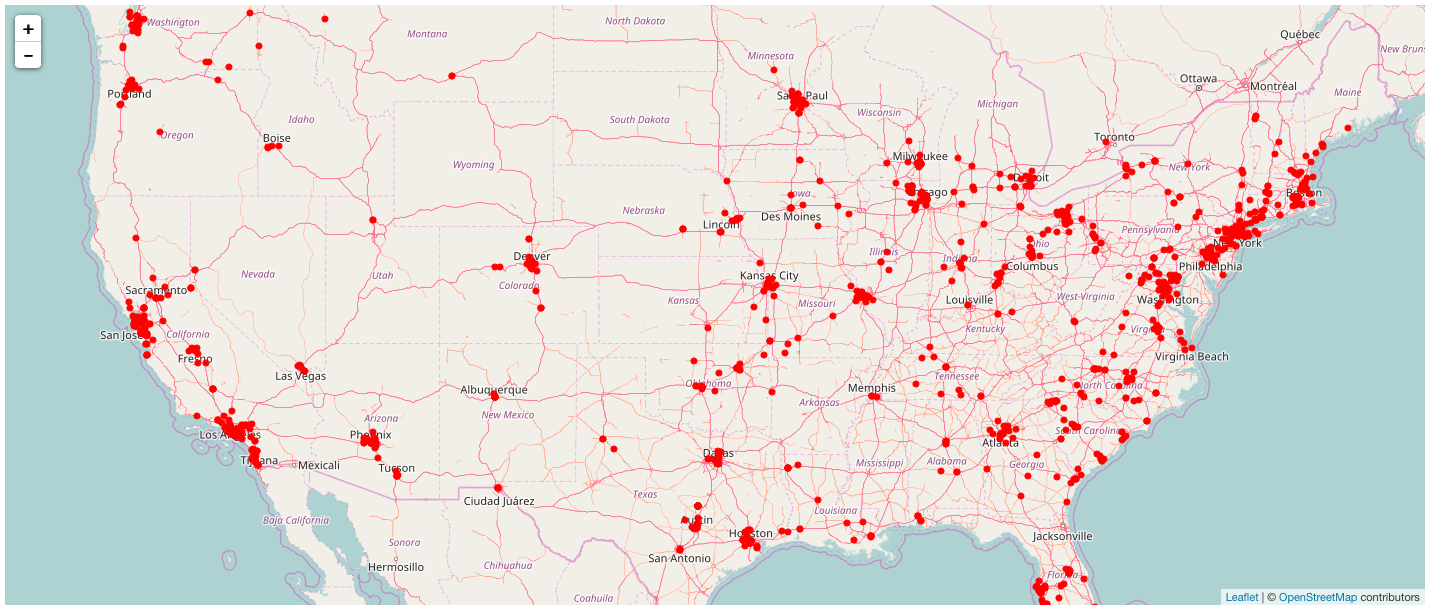 +
−
Washington
Montana
North Dakota
Minnesota
Québec
New Bruns
Ottawa
Montréal
Maine
Portland
Oregon
Idaho
Boise
South Dakota
Wisconsin
Michigan
Toronto
Wyoming
Milwaukee
New York
Detroit
Iowa
Chicago
Boston
Nebraska
Lincoln
Des Moines
Pennsylvania
New York
Nevada
Utah
Denver
Colorado
Illinois
Indiana
Ohio
Columbus
Philadelphia
Sacramento
Kansas City
Kansas
Missouri
Louisville
West Virginia
Washington
San Jose
California
Kentucky
Virginia
Fresno
Virginia Beach
Las Vegas
Albuquerque
New Mexico
Oklahoma
Memphis
Arkansas
Tennessee
North Carolina
Los Angeles
Arizona
Phoenix
Atlanta
South Carolina
Tijuana
Mexicali
Tucson
Dallas
Mississippi
Alabama
Georgia
Ciudad Juárez
Texas
Louisiana
Baja California
Austin
Houston
San Antonio
Jacksonville
Sonora
Hermosillo
Chihuahua
Florida
Coahuila
Leaflet | © OpenStreetMap contributors